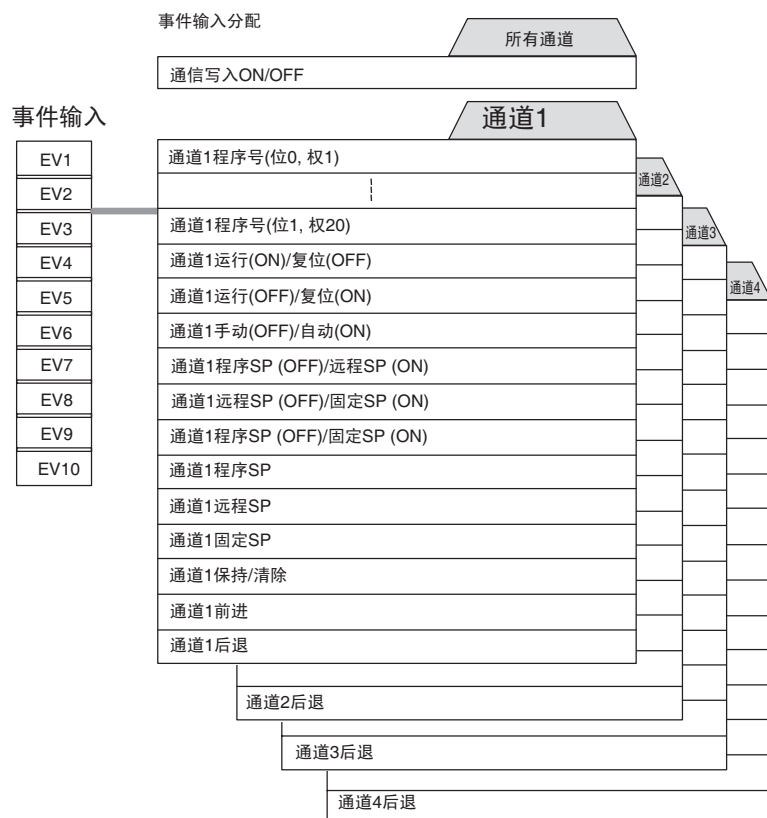 事件输入分配
所有通道
通信写入ON/OFF
事件输入
通道1
EV1
EV2
EV3
EV4
EV5
EV6
EV7
EV8
EV9
EV10
通道1程序号(位0, 权1)
通道1程序号(位1, 权20)
通道1运行(ON)/复位(OFF)
通道1运行(OFF)/复位(ON)
通道1手动(OFF)/自动(ON)
通道1程序SP (OFF)/远程SP (ON)
通道1远程SP (OFF)/固定SP (ON)
通道1程序SP (OFF)/固定SP (ON)
通道1程序SP
通道1远程SP
通道1固定SP
通道1保持/清除
通道1前进
通道1后退
通道2
通道3
通道4
通道2后退
通道3后退
通道4后退